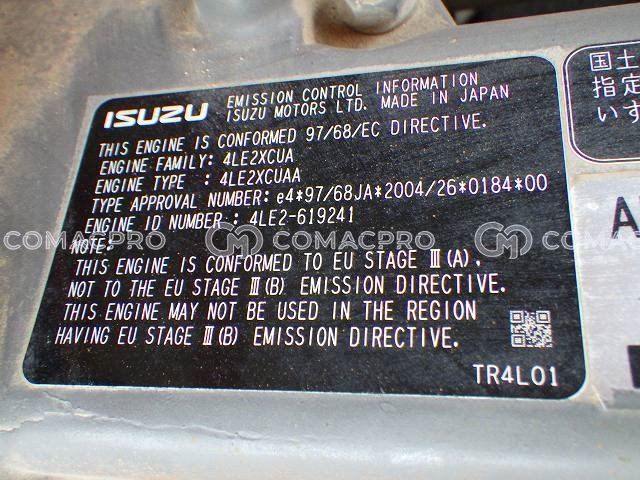 ISUZU
EMISSION CONTROL INFORMATION
ISUZU MOTORS LTD. MADE IN JAPAN
THIS ENGINE IS CONFORMED 97/68/EC DIRECTIVE.
ENGINE FAMILY: 4LE2XCUA
ENGINE TYPE : 4LE2XCUAA
TYPE APPROVAL NUMBER: e4*97/68JA*2004/26*0184*00
ENGINE ID NUMBER : 4LE2-619241
NOTE:
THIS ENGINE IS CONFORMED TO EU STAGE Ⅲ(A),
NOT TO THE EU STAGE Ⅲ(B) EMISSION DIRECTIVE.
THIS ENGINE MAY NOT BE USED IN THE REGION
HAVING EU STAGE Ⅲ(B) EMISSION DIRECTIVE.
TR4L01
国土
指定
いす
A
COMACPRO COMACPRO COMACPRO